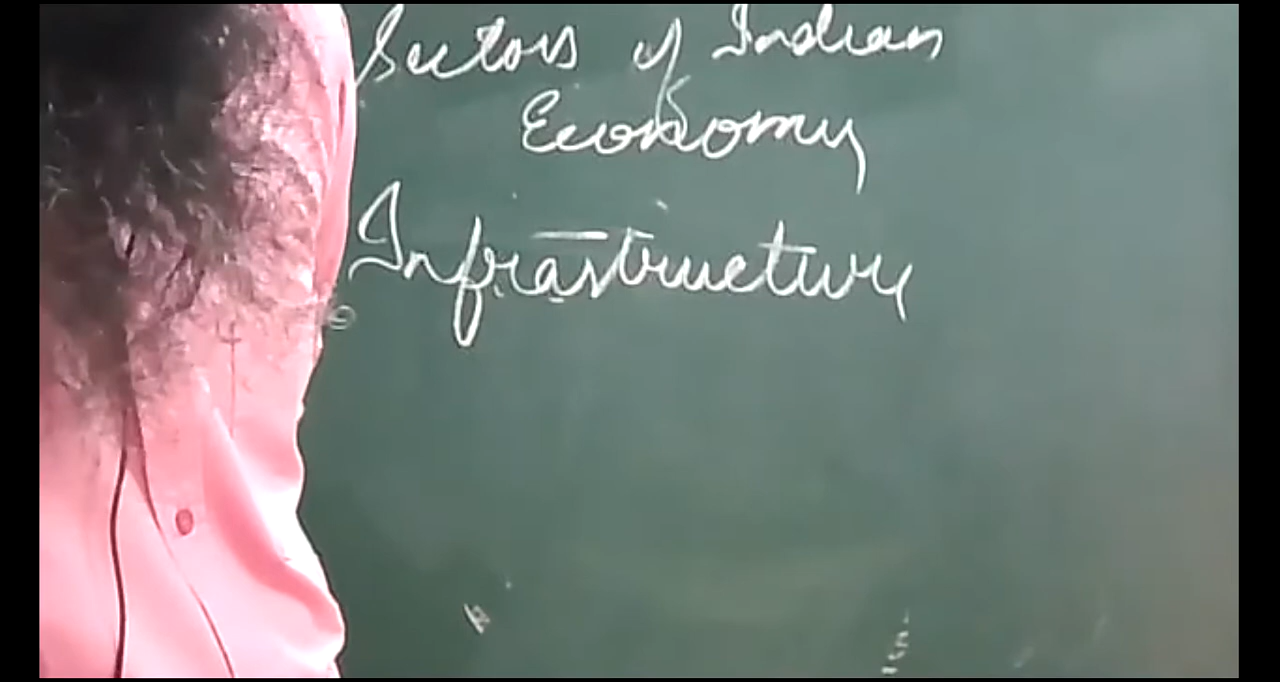 Sectors of Indian
Economy
Infrastructure